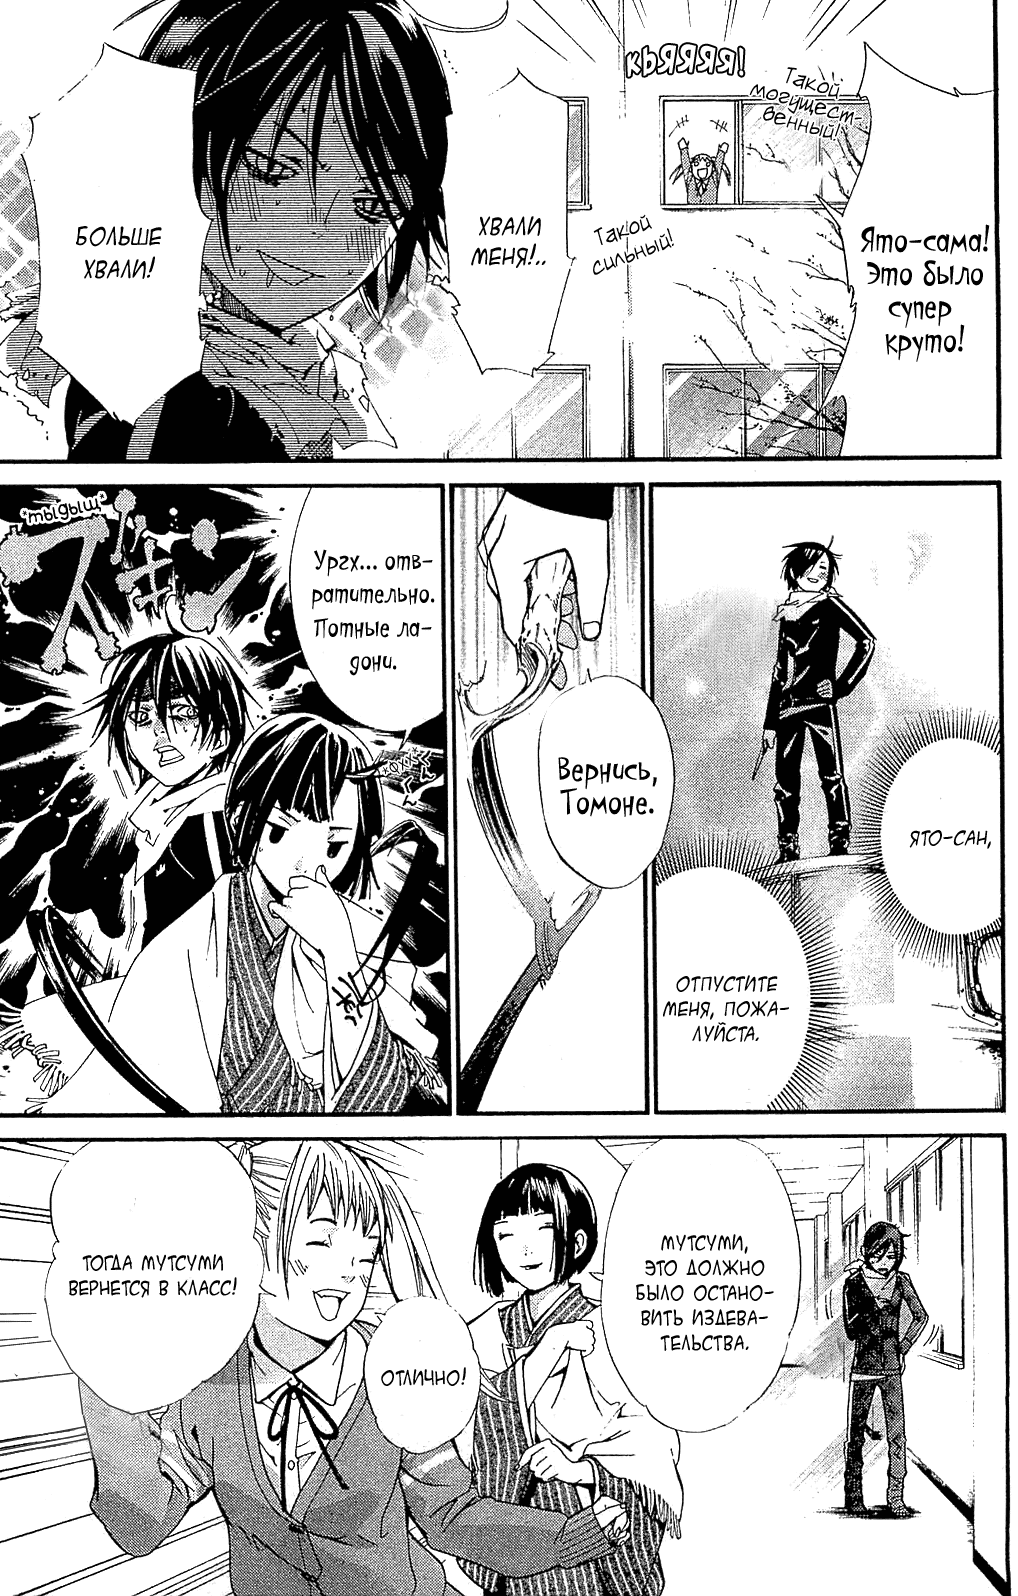 КЬЯЯЯЯ!
Такой
могущест-
венный!
Ято-сама!
Это было
супер
круто!
Такой
сильный!
ХВАЛИ
МЕНЯ!..
БОЛЬШЕ
ХВАЛИ!
ЯТО-САН,
ОТПУСТИТЕ
МЕНЯ, ПОЖА-
ЛУЙСТА.
Вернись,
Томоне.
Ургх... отв-
ратительно.
Потные ла-
дони.
*тыдыщ*
МУТСУМИ,
ЭТО ДОЛЖНО
БЫЛО ОСТАНО-
ВИТЬ ИЗДЕВА-
ТЕЛЬСТВА.
ОТЛИЧНО!
ТОГДА МУТСУМИ
ВЕРНЕТСЯ В КЛАСС!